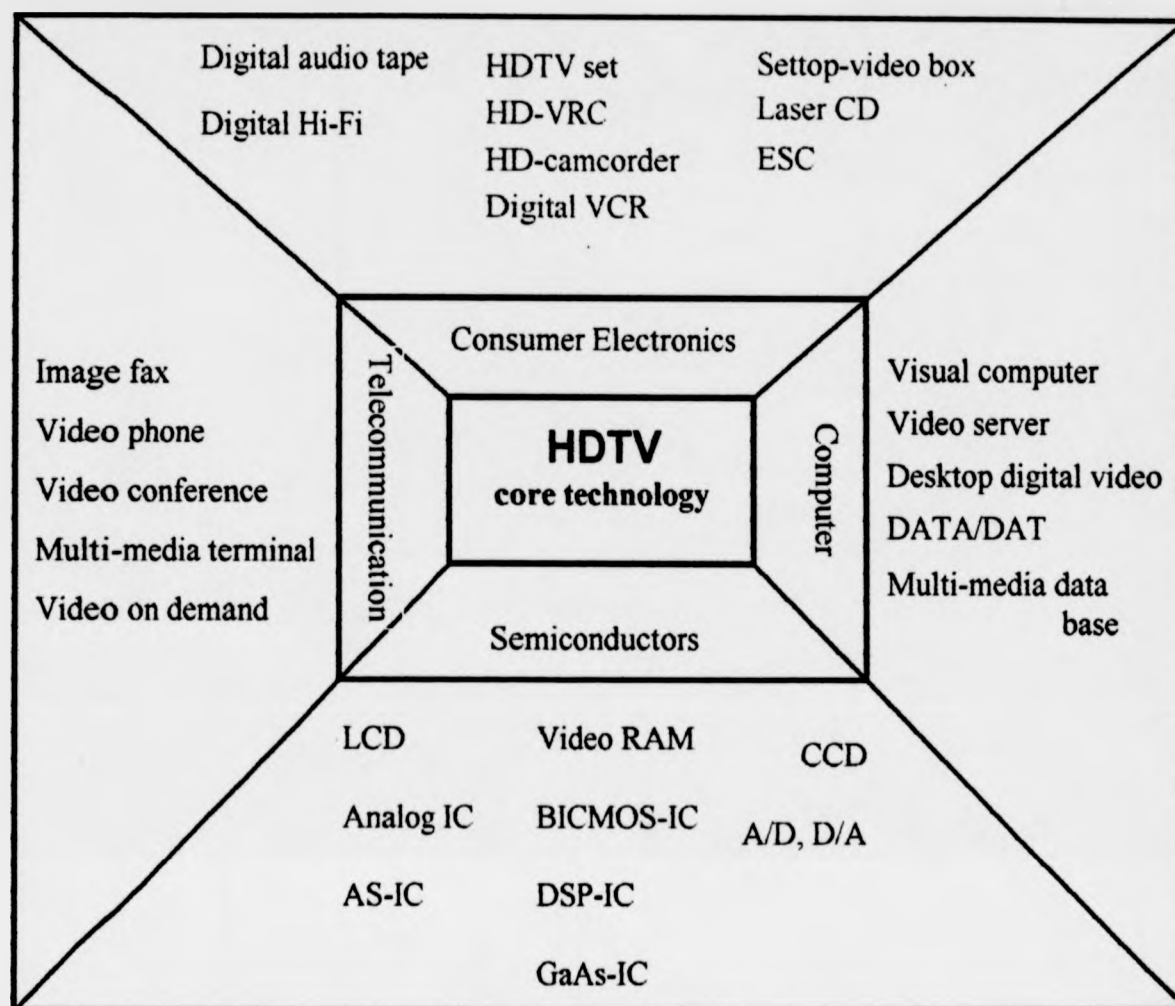 Digital audio tape
Digital Hi-Fi
HDTV set
HD-VRC
HD-camcorder
Digital VCR
Settop-video box
Laser CD
ESC
Consumer Electronics
Image fax
Video phone
Video conference
Multi-media terminal
Video on demand
Telecommunication
HDTV
core technology
Computer
Visual computer
Video server
Desktop digital video
DATA/DAT
Multi-media data
base
Semiconductors
LCD
Analog IC
AS-IC
Video RAM
BICMOS-IC
DSP-IC
GaAs-IC
CCD
A/D, D/A